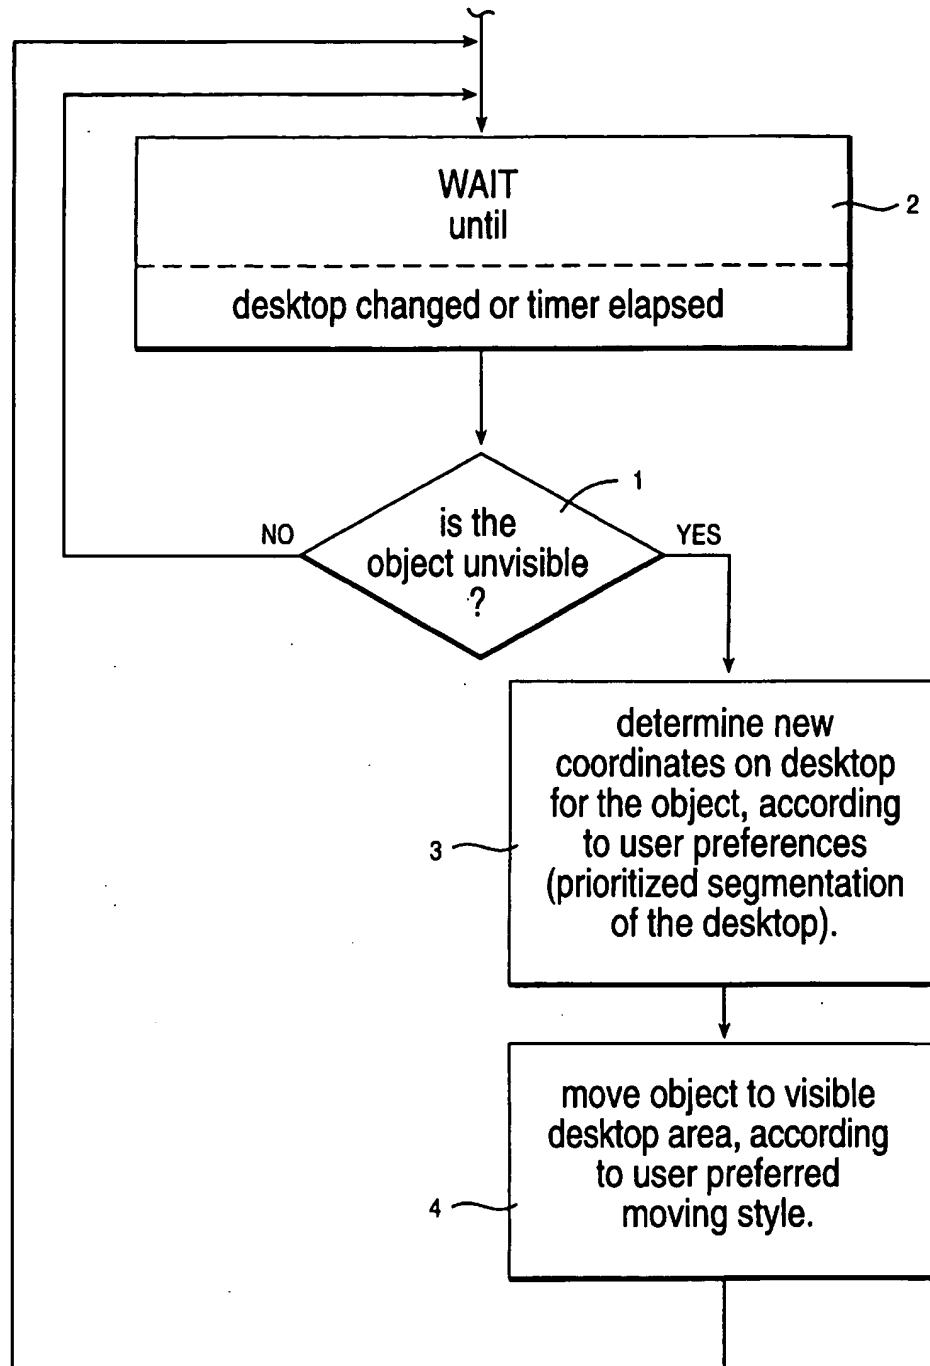 WAIT
until
2
desktop changed or timer elapsed
1
NO
YES
is the
object unvisible
?
determine new
coordinates on desktop
for the object, according
to user preferences
(prioritized segmentation
of the desktop).
3
move object to visible
desktop area, according
to user preferred
moving style.
4